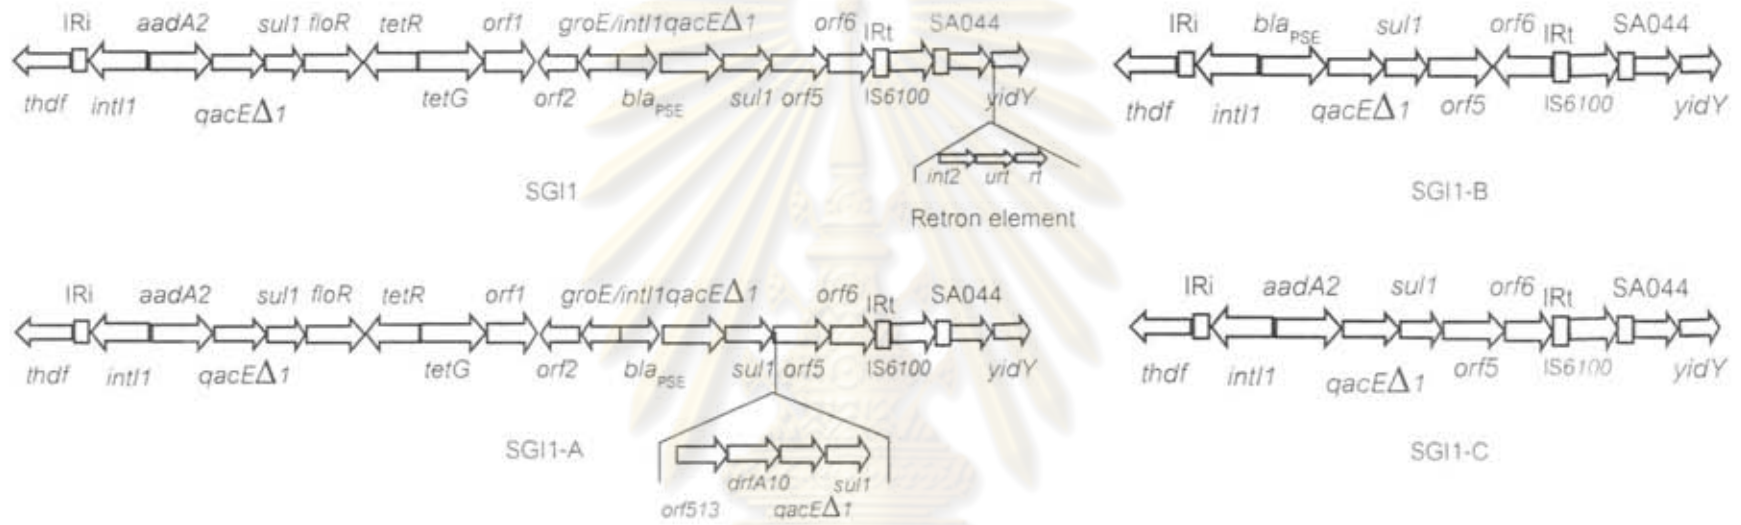 IRi aadA2 sul1 floR tetR orf1 groE/intI1 qacEΔ1 orf6 IRt SA044
thdf intI1 qacEΔ1 tetG orf2 blaPSE sul1 orf5 IS6100 yidY
int2 urt rt
Retron element
SGI1
IRi blaPSE sul1 orf6 IRt SA044
thdf intI1 qacEΔ1 orf5 IS6100 yidY
SGI1-B
IRi aadA2 sul1 floR tetR orf1 groE/intI1 qacEΔ1 orf6 IRt SA044
thdf intI1 qacEΔ1 tetG orf2 blaPSE sul1 orf5 IS6100 yidY
SGI1-A
drfA10 sul1
orf513 qacEΔ1
IRi aadA2 sul1 orf6 IRt SA044
thdf intI1 qacEΔ1 orf5 IS6100 yidY
SGI1-C